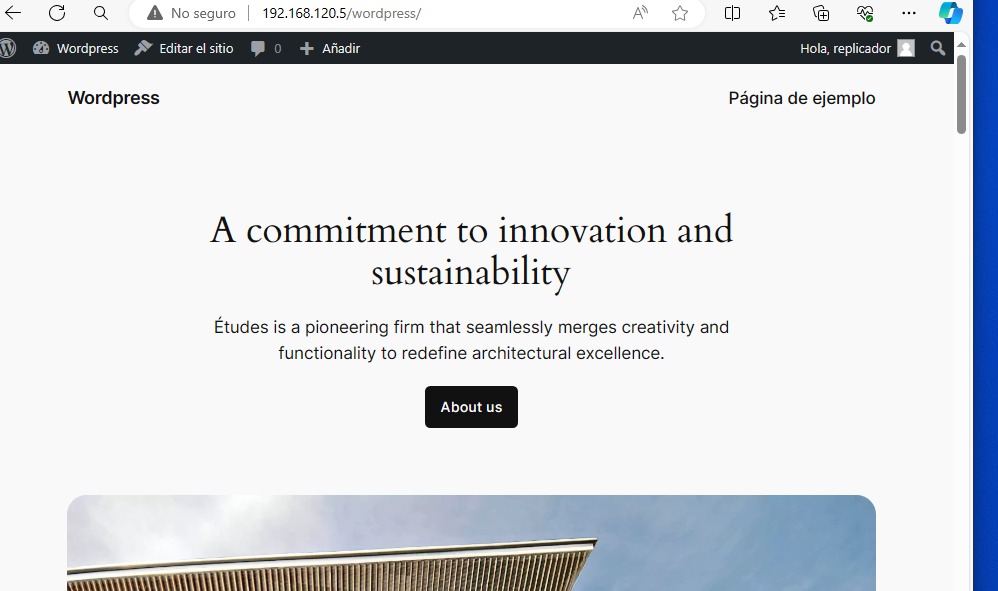 No seguro 192.168.120.5/wordpress/
Wordpress Editar el sitio 0 Añadir Hola, replicador
Wordpress Página de ejemplo
A commitment to innovation and
sustainability
Études is a pioneering firm that seamlessly merges creativity and
functionality to redefine architectural excellence.
About us